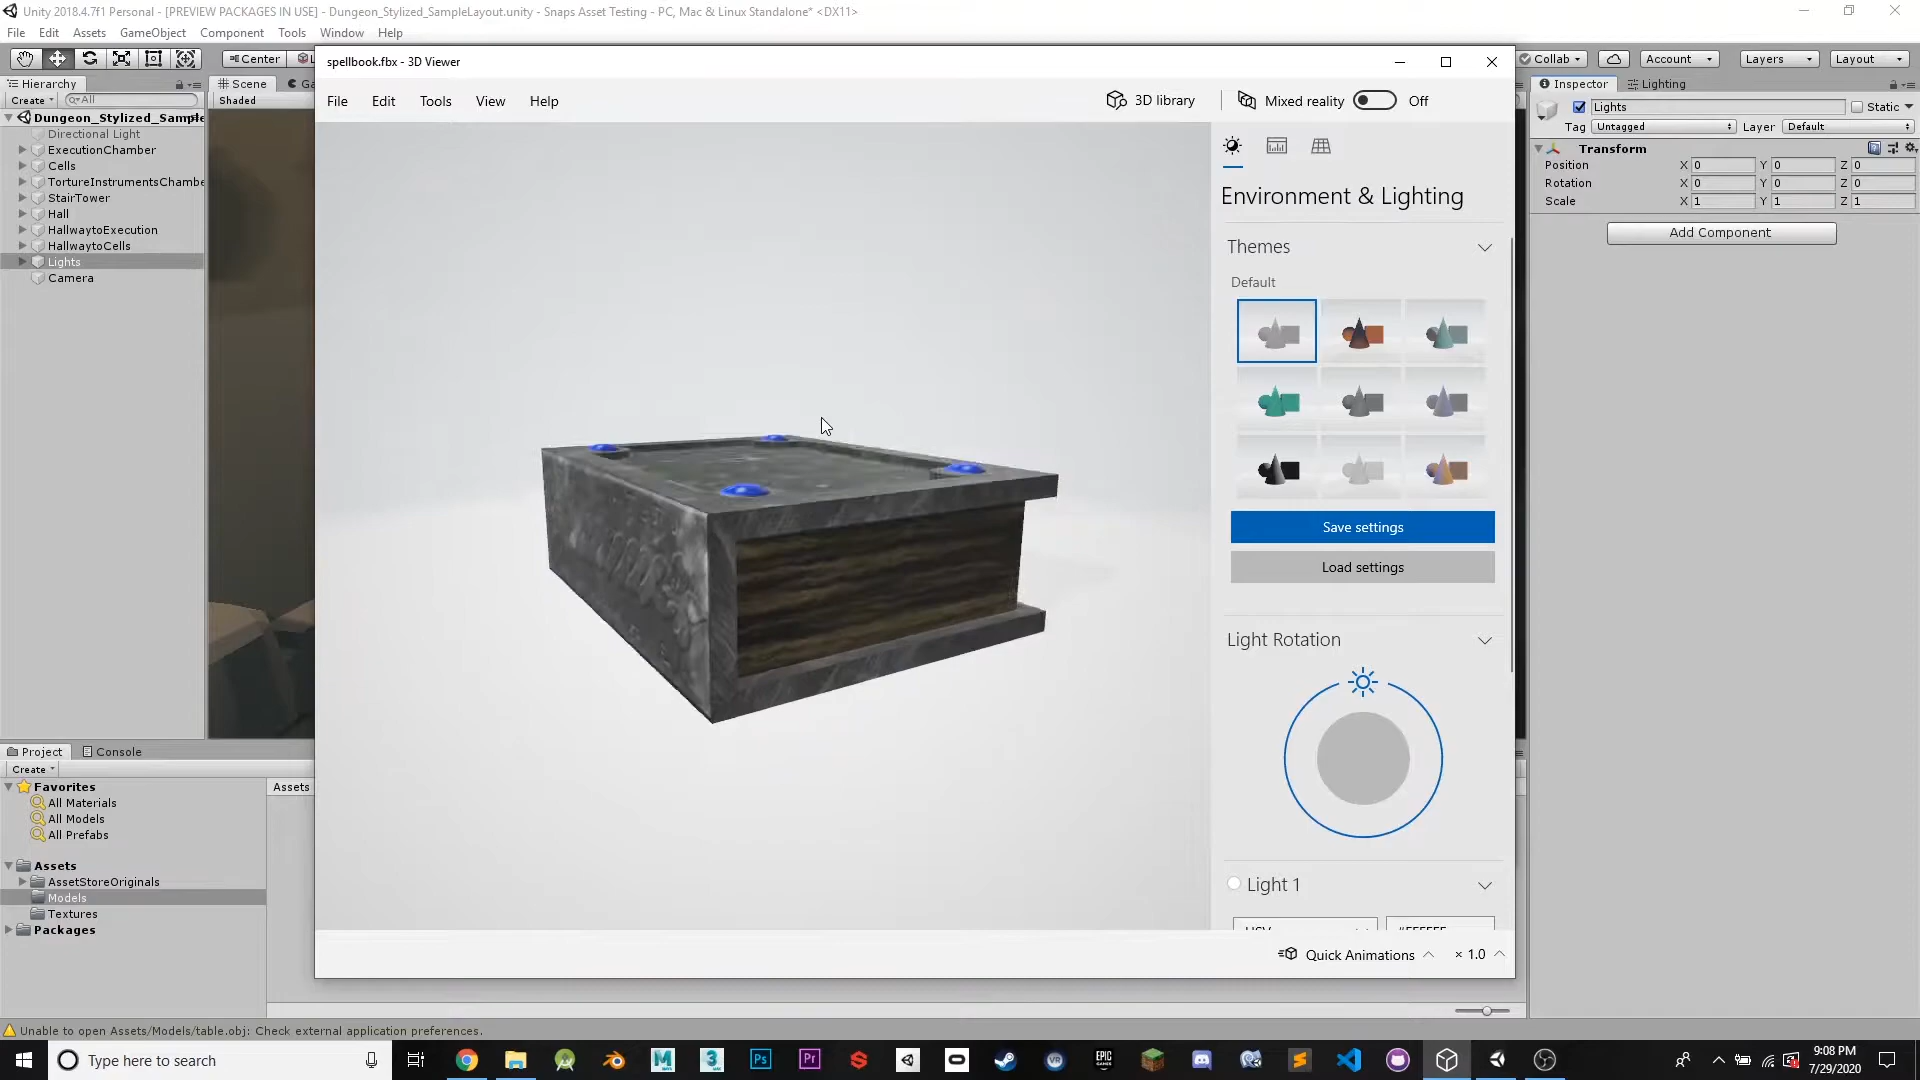 Unity 2018.4.7f1 Personal - [PREVIEW PACKAGES IN USE] - Dungeon_Stylized_SampleLayout.unity - Snaps Asset Testing - PC, Mac & Linux Standalone* <DX11>
File Edit Assets GameObject Component Tools Window Help
Center
Collab Account Layers Layout
Hierarchy
Create All
Dungeon_Stylized_Sample
Directional Light
ExecutionChamber
Cells
TortureInstrumentsChambe
StairTower
Hall
HallwaytoExecution
HallwaytoCells
Lights
Camera
Scene
Shaded
spellbook.fbx - 3D Viewer
File Edit Tools View Help
3D library Mixed reality Off
Environment & Lighting
Themes
Default
Save settings
Load settings
Light Rotation
Light 1
#FFFFFF
Quick Animations × 1.0
Inspector Lighting
Lights Static
Tag Untagged Layer Default
Transform
Position X 0 Y 0 Z 0
Rotation X 0 Y 0 Z 0
Scale X 1 Y 1 Z 1
Add Component
Project Console
Create
Favorites
All Materials
All Models
All Prefabs
Assets
AssetStoreOriginals
Models
Textures
Packages
Assets
Unable to open Assets/Models/table.obj: Check external application preferences.
Type here to search
Ps
Pr
EPIC GAMES
VR
9:08 PM
7/29/2020